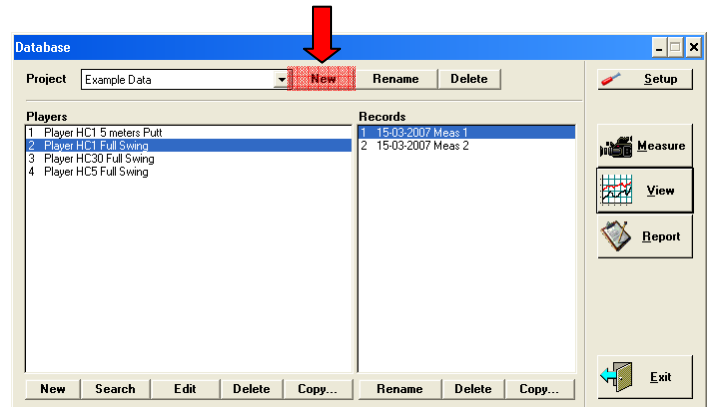 Database
Project Example Data New Rename Delete Setup
Players
1 Player HC1 5 meters Putt
2 Player HC1 Full Swing
3 Player HC30 Full Swing
4 Player HC5 Full Swing
Records
1 15-03-2007 Meas 1
2 15-03-2007 Meas 2
Measure
View
Report
New Search Edit Delete Copy... Rename Delete Copy... Exit